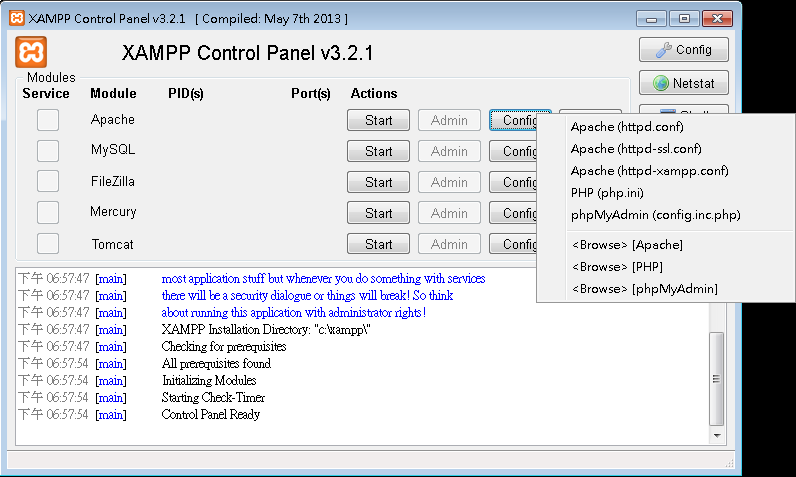 XAMPP Control Panel v3.2.1 [ Compiled: May 7th 2013 ]
XAMPP Control Panel v3.2.1
Config
Netstat
Modules
Service Module PID(s) Port(s) Actions
Apache Start Admin Config
MySQL Start Admin Config
FileZilla Start Admin Config
Mercury Start Admin Config
Tomcat Start Admin Config
Apache (httpd.conf)
Apache (httpd-ssl.conf)
Apache (httpd-xampp.conf)
PHP (php.ini)
phpMyAdmin (config.inc.php)
<Browse> [Apache]
<Browse> [PHP]
<Browse> [phpMyAdmin]
下午 06:57:47 [main] most application stuff but whenever you do something with services
下午 06:57:47 [main] there will be a security dialogue or things will break! So think
下午 06:57:47 [main] about running this application with administrator rights!
下午 06:57:47 [main] XAMPP Installation Directory: "c:\xampp\"
下午 06:57:47 [main] Checking for prerequisites
下午 06:57:54 [main] All prerequisites found
下午 06:57:54 [main] Initializing Modules
下午 06:57:54 [main] Starting Check-Timer
下午 06:57:54 [main] Control Panel Ready